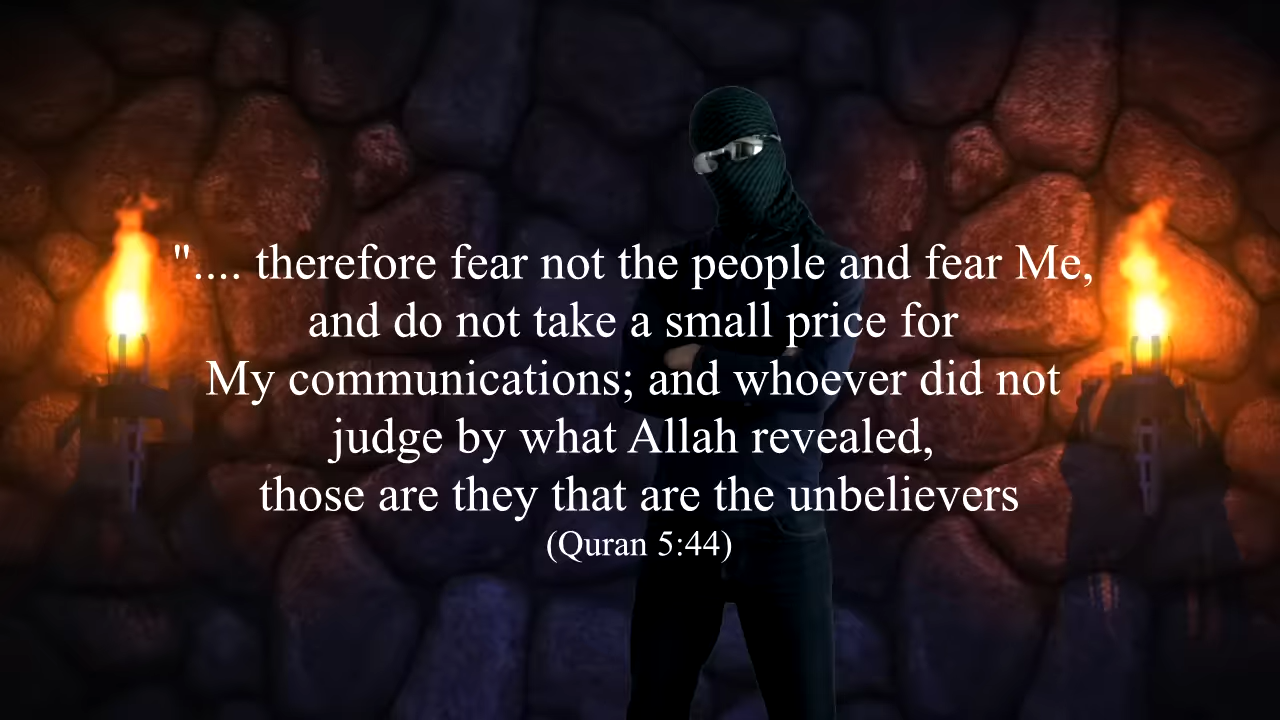 ".... therefore fear not the people and fear Me,
and do not take a small price for
My communications; and whoever did not
judge by what Allah revealed,
those are they that are the unbelievers
(Quran 5:44)